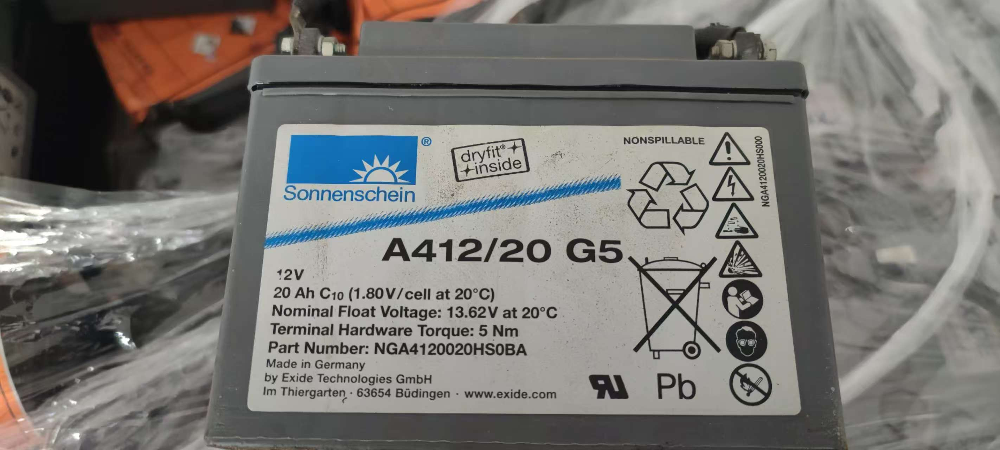 ®
dryfit®
inside
NONSPILLABLE
Sonnenschein
NGA4120020HS000
A412/20 G5
12V
20 Ah C10 (1.80V/cell at 20°C)
Nominal Float Voltage: 13.62V at 20°C
Terminal Hardware Torque: 5 Nm
Part Number: NGA4120020HS0BA
Made in Germany
by Exide Technologies GmbH
Im Thiergarten · 63654 Büdingen · www.exide.com
Pb